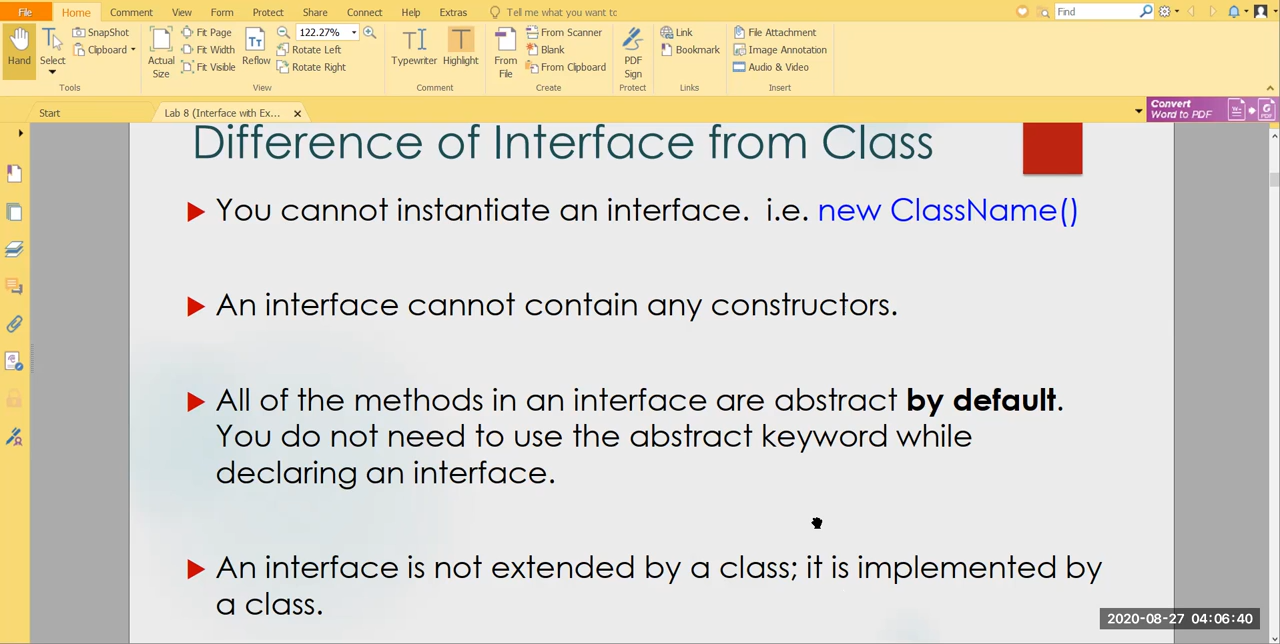 File Home Comment View Form Protect Share Connect Help Extras Tell me what you want tc Find
SnapShot Fit Page 122.27% From Scanner Link File Attachment
Clipboard Fit Width Rotate Left Blank Bookmark Image Annotation
Hand Select Actual Size Fit Visible Reflow Rotate Right Typewriter Highlight From File From Clipboard PDF Sign Audio & Video
Tools View Comment Create Protect Links Insert
Start Lab 8 (Interface with Ex... Convert
Word to PDF
Difference of Interface from Class
You cannot instantiate an interface. i.e. new ClassName()
An interface cannot contain any constructors.
All of the methods in an interface are abstract by default.
You do not need to use the abstract keyword while
declaring an interface.
An interface is not extended by a class; it is implemented by
a class.
2020-08-27 04:06:40